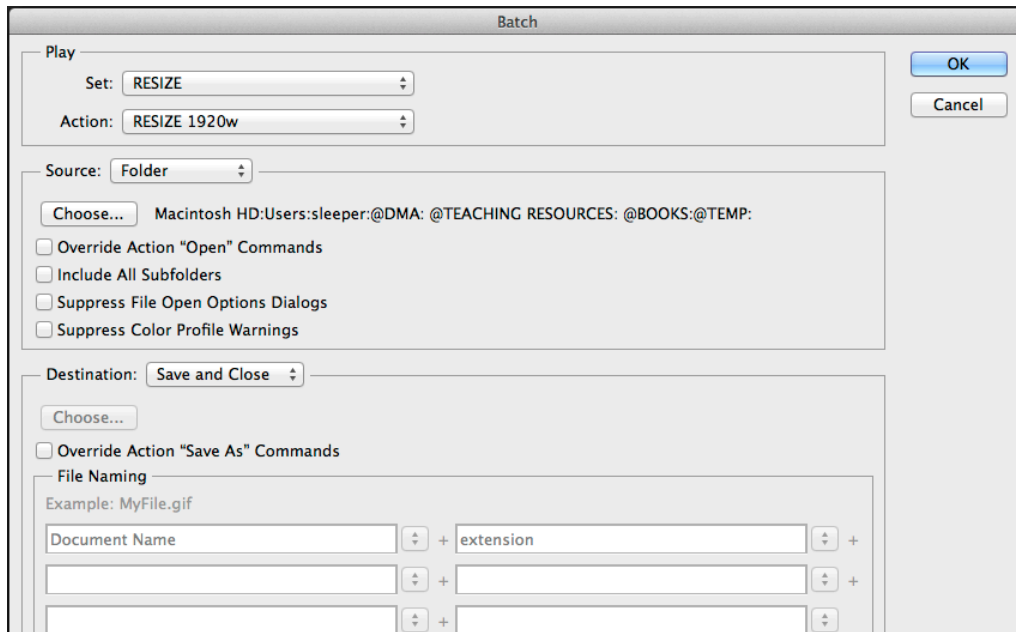 Batch
Play
Set: RESIZE
OK
Action: RESIZE 1920w
Cancel
Source: Folder
Choose... Macintosh HD:Users:sleeper:@DMA: @TEACHING RESOURCES: @BOOKS:@TEMP:
Override Action “Open” Commands
Include All Subfolders
Suppress File Open Options Dialogs
Suppress Color Profile Warnings
Destination: Save and Close
Choose...
Override Action “Save As” Commands
File Naming
Example: MyFile.gif
Document Name + extension +
+ +
+